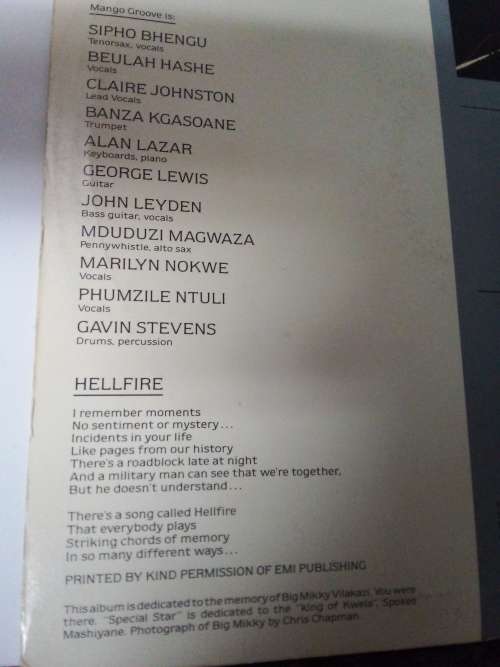 Mango Groove is:
SIPHO BHENGU
Tenorsax, vocals
BEULAH HASHE
Vocals
CLAIRE JOHNSTON
Lead Vocals
BANZA KGASOANE
Trumpet
ALAN LAZAR
Keyboards, piano
GEORGE LEWIS
Guitar
JOHN LEYDEN
Bass guitar, vocals
MDUDUZI MAGWAZA
Pennywhistle, alto sax
MARILYN NOKWE
Vocals
PHUMZILE NTULI
Vocals
GAVIN STEVENS
Drums, percussion
HELLFIRE
I remember moments
No sentiment or mystery...
Incidents in your life
Like pages from our history
There's a roadblock late at night
And a military man can see that we're together,
But he doesn't understand...
There's a song called Hellfire
That everybody plays
Striking chords of memory
In so many different ways...
PRINTED BY KIND PERMISSION OF EMI PUBLISHING
This album is dedicated to the memory of Big Mikky Vilakazi. You were
there. "Special Star" is dedicated to the "King of Kwela", Spokes
Mashiyane. Photograph of Big Mikky by Chris Chapman.